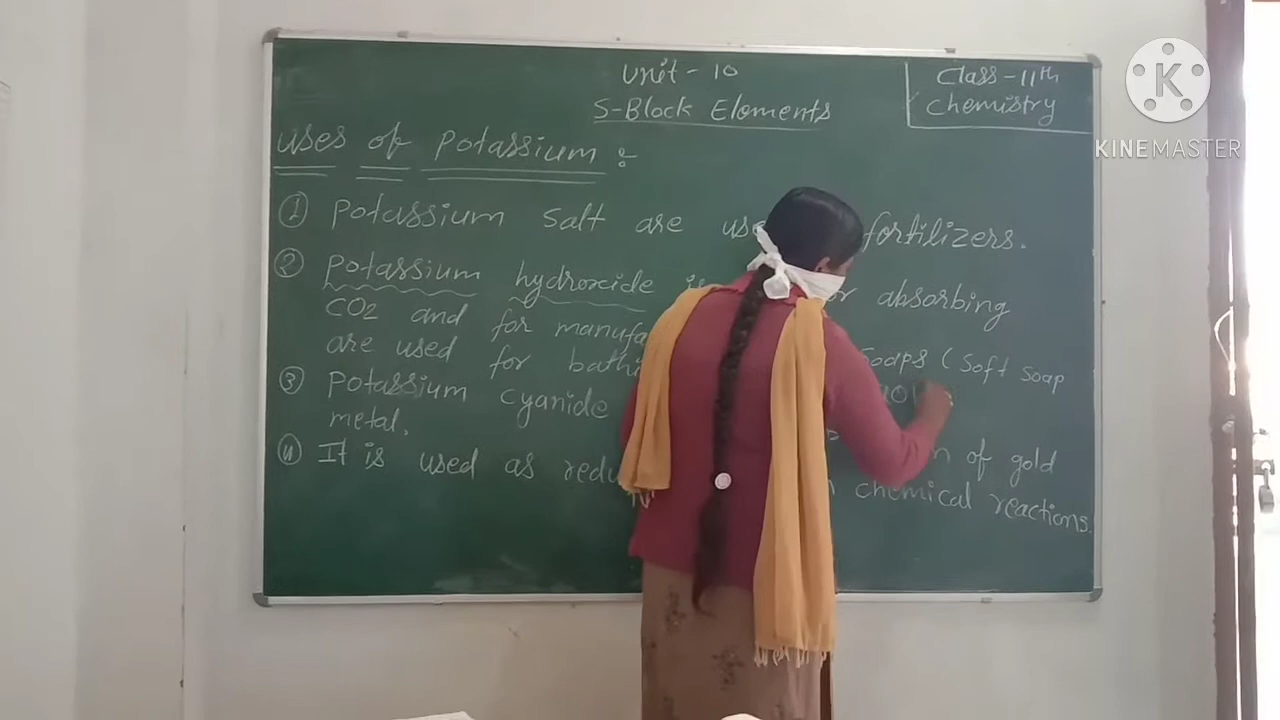 Unit - 10
S-Block Elements
Class - 11th
Chemistry
K
KINEMASTER
Uses of Potassium :-
① Potassium salt are use fortilizers.
② Potassium hydroxide is absorbing
CO2 and for manufa Soaps (Soft Soap
are used for bathi
③ Potassium cyanide of gold
metal.
④ It is used as redu chemical reactions.